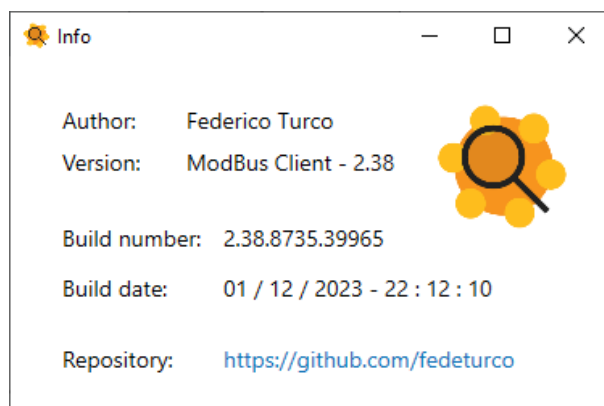 Info
Author: Federico Turco
Version: ModBus Client - 2.38
Build number: 2.38.8735.39965
Build date: 01 / 12 / 2023 - 22 : 12 : 10
Repository: https://github.com/fedeturco